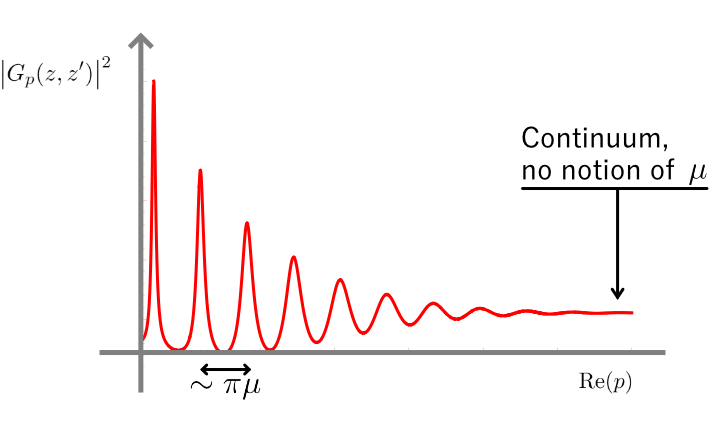 |G_p(z, z′)|²
Continuum,
no notion of μ
∼ πμ
Re(p)